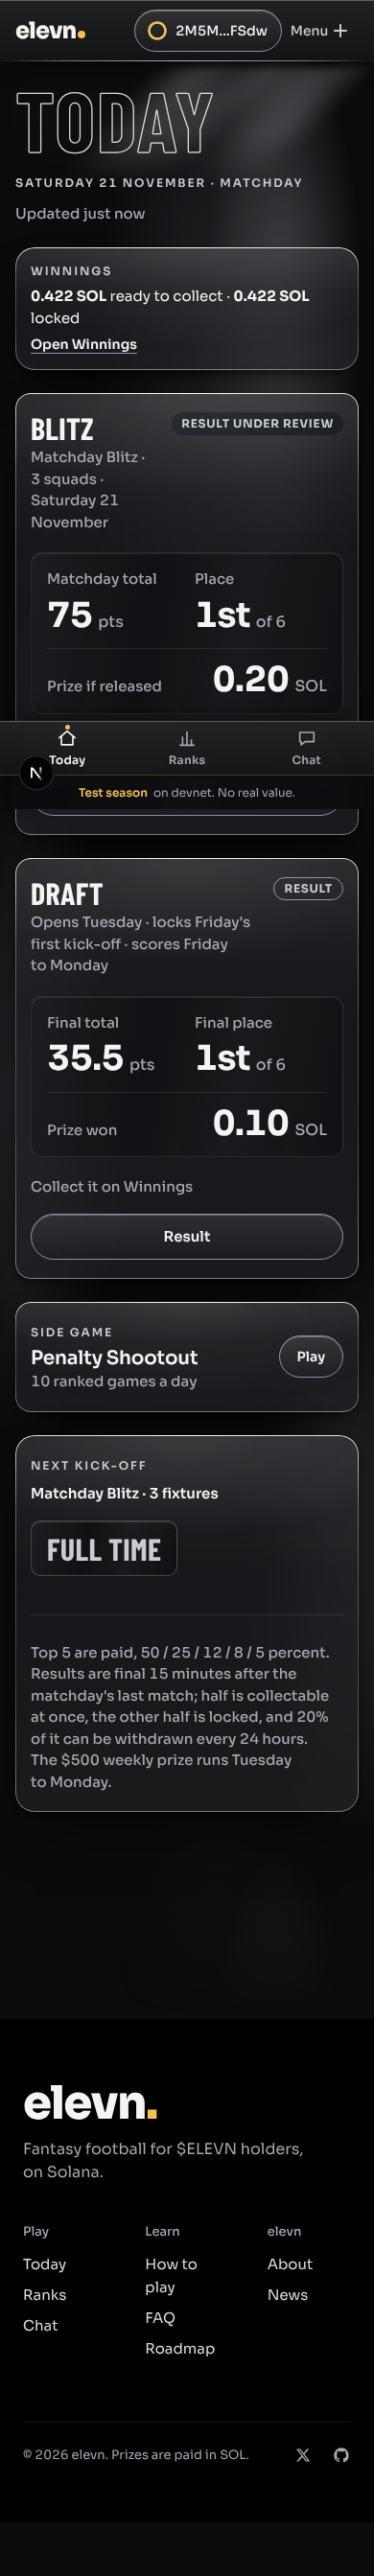 elevn.
2M5M...FSdw
Menu
TODAY
SATURDAY 21 NOVEMBER · MATCHDAY
Updated just now
WINNINGS
0.422 SOL ready to collect · 0.422 SOL
locked
Open Winnings
BLITZ
RESULT UNDER REVIEW
Matchday Blitz ·
3 squads ·
Saturday 21
November
Matchday total
Place
75 pts
1st of 6
Prize if released
0.20 SOL
Today
Ranks
Chat
N
Test season on devnet. No real value.
DRAFT
RESULT
Opens Tuesday · locks Friday's
first kick-off · scores Friday
to Monday
Final total
Final place
35.5 pts
1st of 6
Prize won
0.10 SOL
Collect it on Winnings
Result
SIDE GAME
Penalty Shootout
10 ranked games a day
Play
NEXT KICK-OFF
Matchday Blitz · 3 fixtures
FULL TIME
Top 5 are paid, 50 / 25 / 12 / 8 / 5 percent.
Results are final 15 minutes after the
matchday's last match; half is collectable
at once, the other half is locked, and 20%
of it can be withdrawn every 24 hours.
The $500 weekly prize runs Tuesday
to Monday.
elevn.
Fantasy football for $ELEVN holders,
on Solana.
Play
Learn
elevn
Today
How to
play
About
Ranks
FAQ
News
Chat
Roadmap
© 2026 elevn. Prizes are paid in SOL.